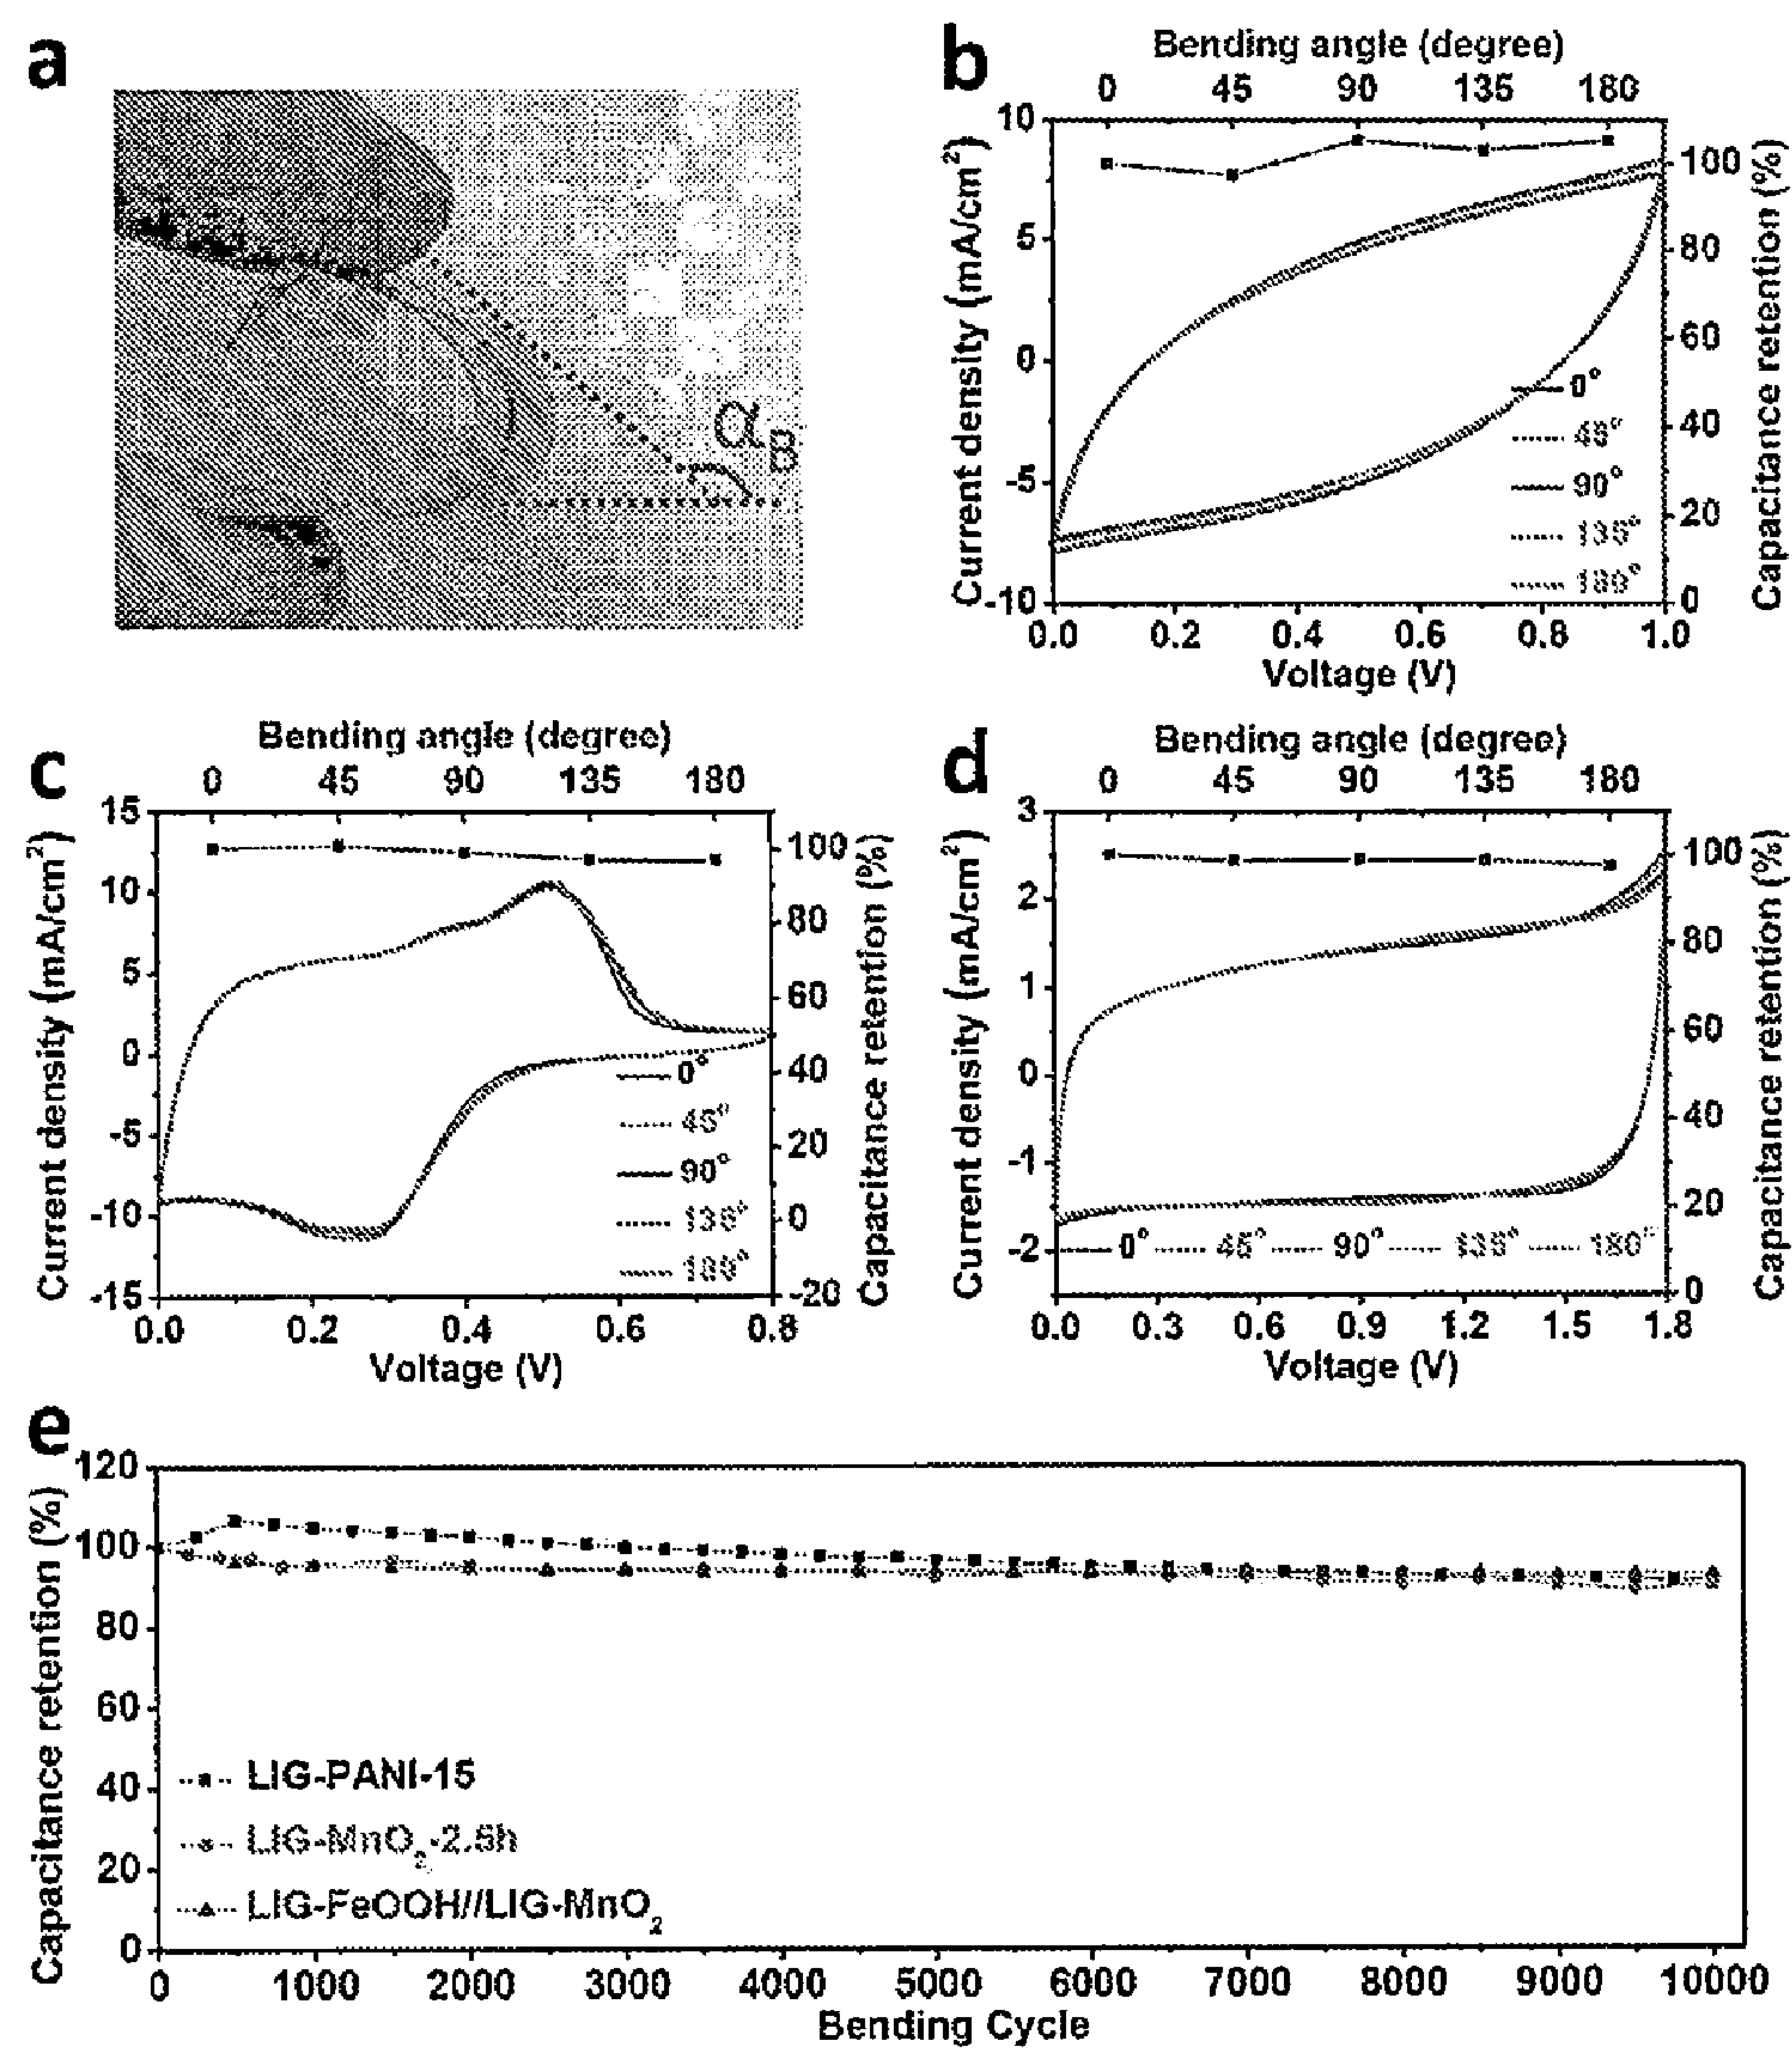 a
α_B
b
Bending angle (degree)
0 45 90 135 180
10
5
0
-5
-10
Current density (mA/cm²)
100
80
60
40
20
0
Capacitance retention (%)
0°
45°
90°
135°
180°
0.0 0.2 0.4 0.6 0.8 1.0
Voltage (V)
c
Bending angle (degree)
0 45 90 135 180
15
10
5
0
-5
-10
-15
Current density (mA/cm²)
100
80
60
40
20
0
-20
Capacitance retention (%)
0°
45°
90°
135°
180°
0.0 0.2 0.4 0.6 0.8
Voltage (V)
d
Bending angle (degree)
0 45 90 135 180
3
2
1
0
-1
-2
Current density (mA/cm²)
100
80
60
40
20
0
Capacitance retention (%)
0° 45° 90° 135° 180°
0.0 0.3 0.6 0.9 1.2 1.5 1.8
Voltage (V)
e
120
100
80
60
40
20
0
Capacitance retention (%)
LIG-PANI-15
LIG-MnO₂-2.5h
LIG-FeOOH//LIG-MnO₂
0 1000 2000 3000 4000 5000 6000 7000 8000 9000 10000
Bending Cycle